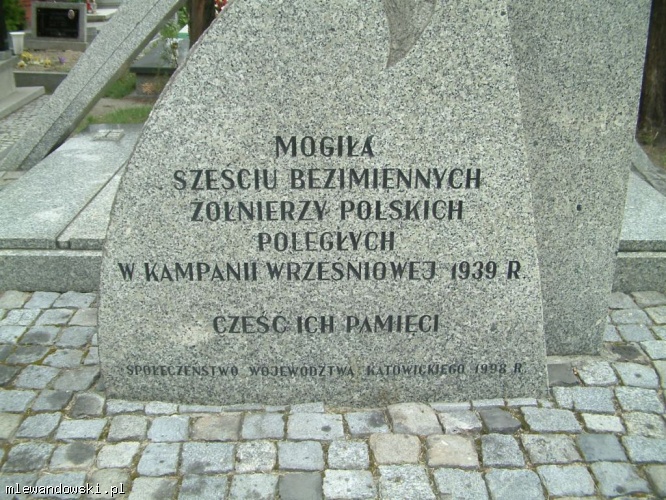 MOGIŁA
SZEŚCIU BEZIMIENNYCH
ŻOŁNIERZY POLSKICH
POLEGŁYCH
W KAMPANII WRZEŚNIOWEJ 1939 R.
CZEŚĆ ICH PAMIĘCI
SPOŁECZEŃSTWO WOJEWÓDZTWA KATOWICKIEGO 1998 R.
mlewandowski.pl